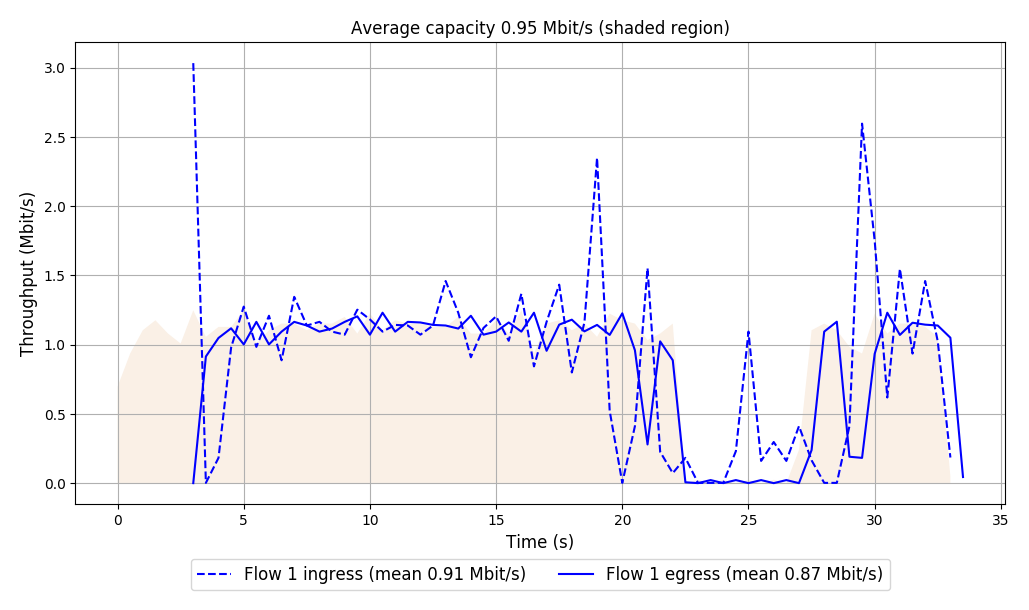 Average capacity 0.95 Mbit/s (shaded region)
Throughput (Mbit/s)
3.0
2.5
2.0
1.5
1.0
0.5
0.0
0 5 10 15 20 25 30 35
Time (s)
Flow 1 ingress (mean 0.91 Mbit/s) Flow 1 egress (mean 0.87 Mbit/s)